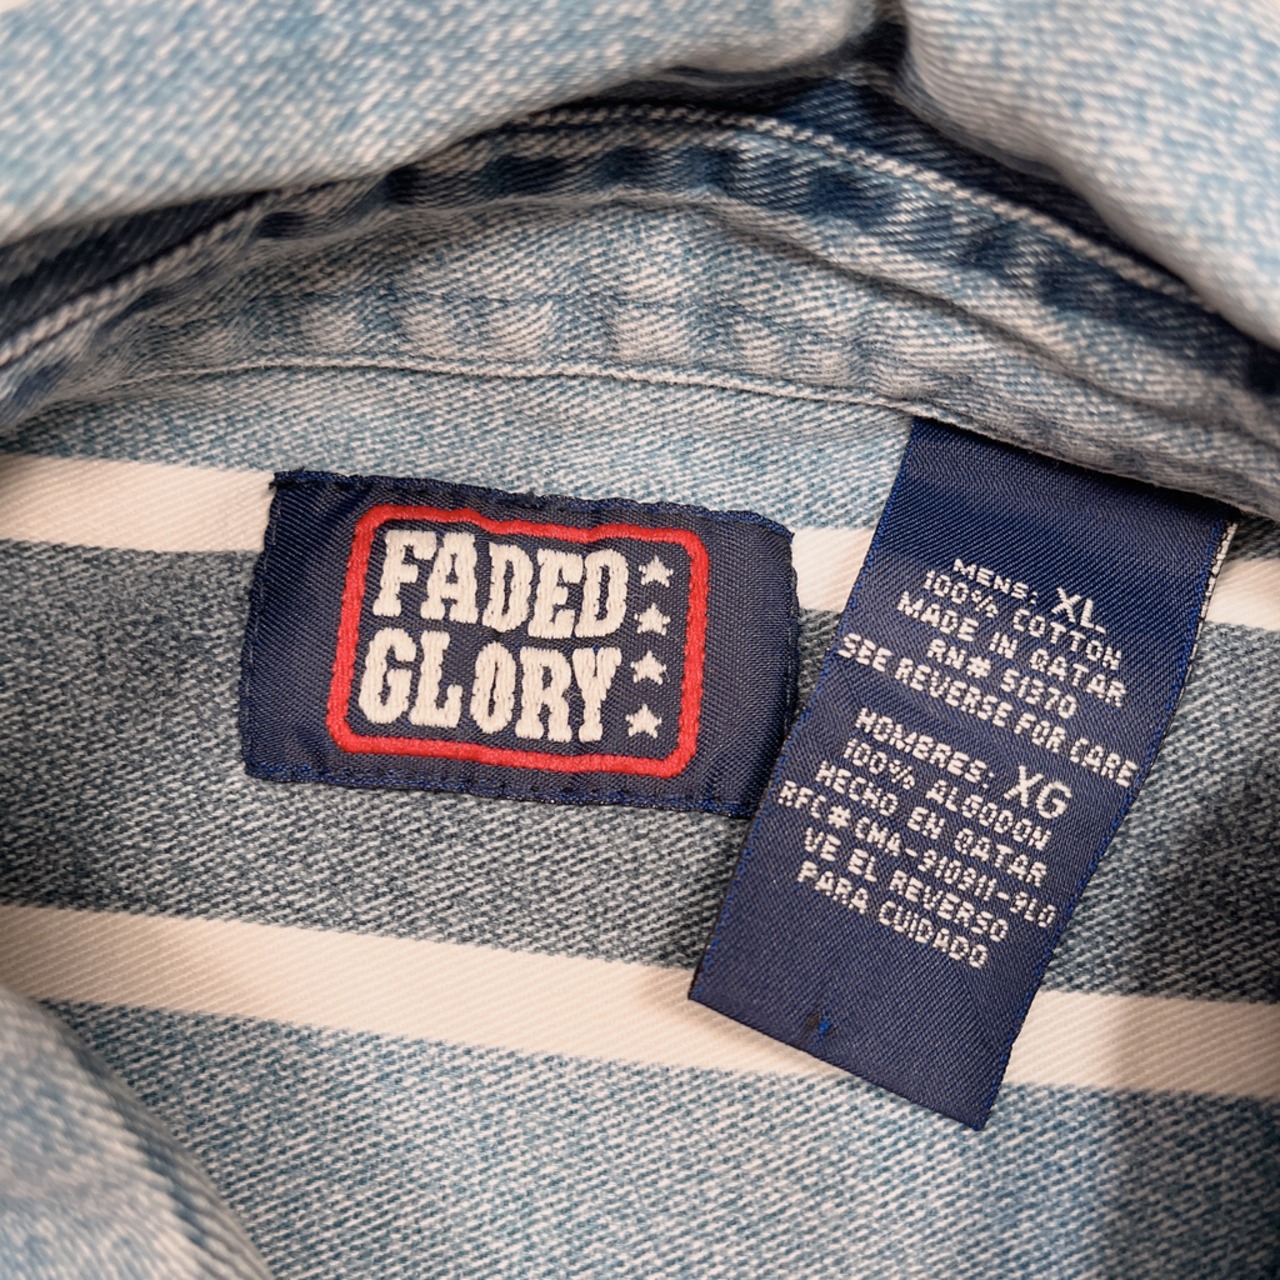 FADED
GLORY
MENS: XL
100% COTTON
MADE IN QATAR
RN# 51370
SEE REVERSE FOR CARE
HOMBRES: XG
100% ALGODON
HECHO EN QATAR
RFC# CMA-910911-9L0
VE EL REVERSO
PARA CUIDADO